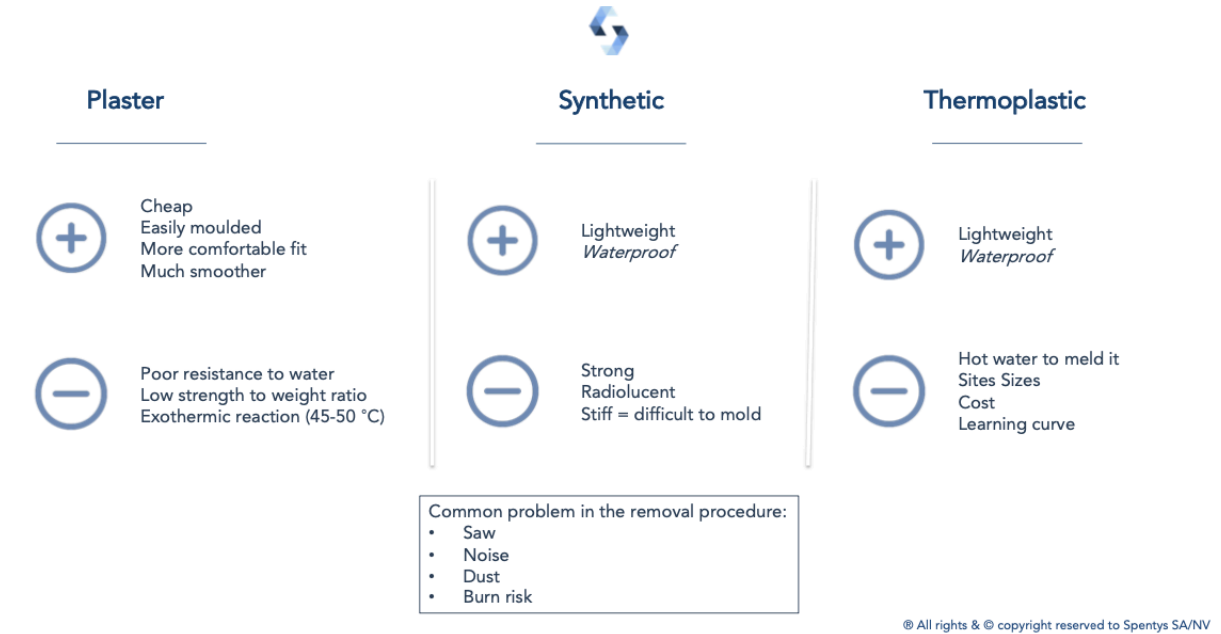 Plaster
Cheap
Easily moulded
More comfortable fit
Much smoother
Poor resistance to water
Low strength to weight ratio
Exothermic reaction (45-50 °C)
Synthetic
Lightweight
Waterproof
Strong
Radiolucent
Stiff = difficult to mold
Thermoplastic
Lightweight
Waterproof
Hot water to meld it
Sites Sizes
Cost
Learning curve
Common problem in the removal procedure:
• Saw
• Noise
• Dust
• Burn risk
® All rights & © copyright reserved to Spentys SA/NV